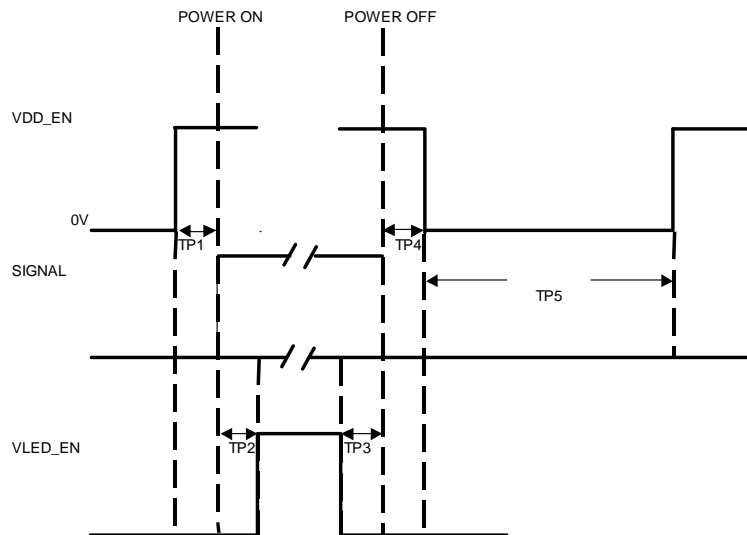 POWER ON
POWER OFF
VDD_EN
0V
TP1
TP4
SIGNAL
TP5
TP2
TP3
VLED_EN